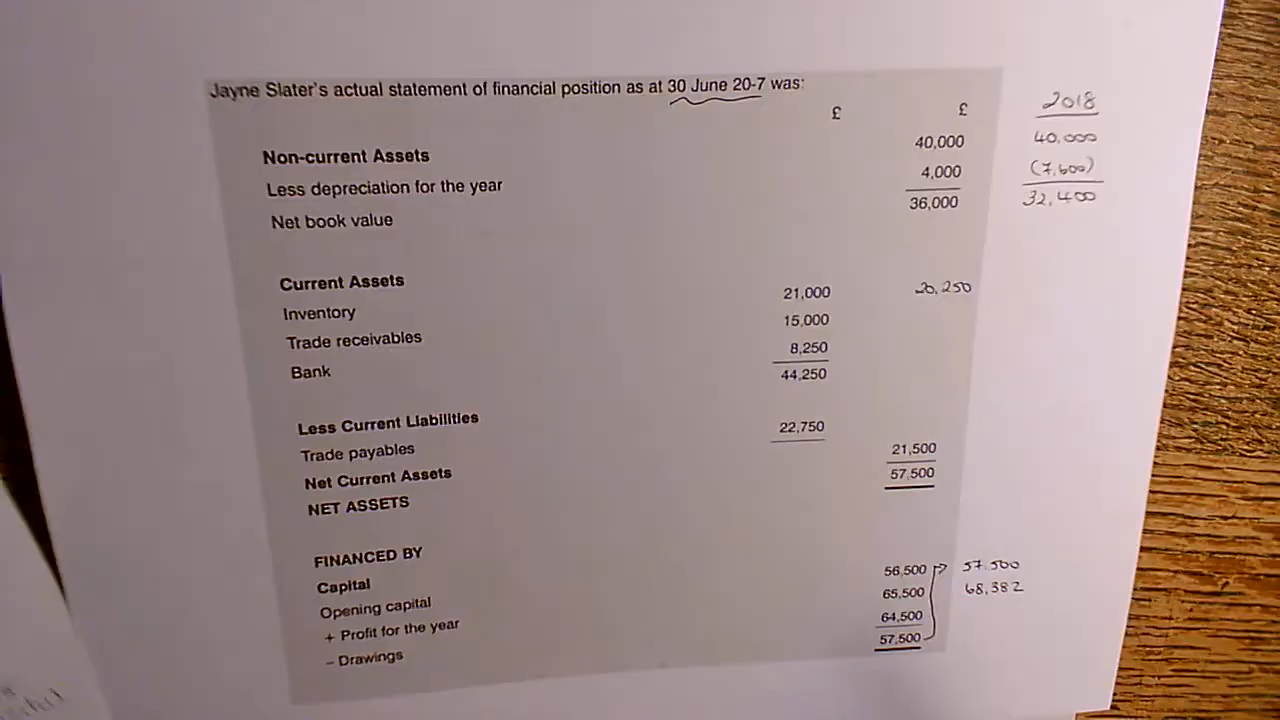 Jayne Slater's actual statement of financial position as at 30 June 20-7 was:
£ £ 2018
Non-current Assets 40,000 40,000
Less depreciation for the year 4,000 (7,600)
Net book value 36,000 32,400
Current Assets
Inventory 21,000 20,250
Trade receivables 15,000
Bank 8,250
44,250
Less Current Liabilities
Trade payables 22,750
Net Current Assets 21,500
NET ASSETS 57,500
FINANCED BY
Capital
Opening capital 56,500 57,500
+ Profit for the year 65,500 68,382
– Drawings 64,500
57,500